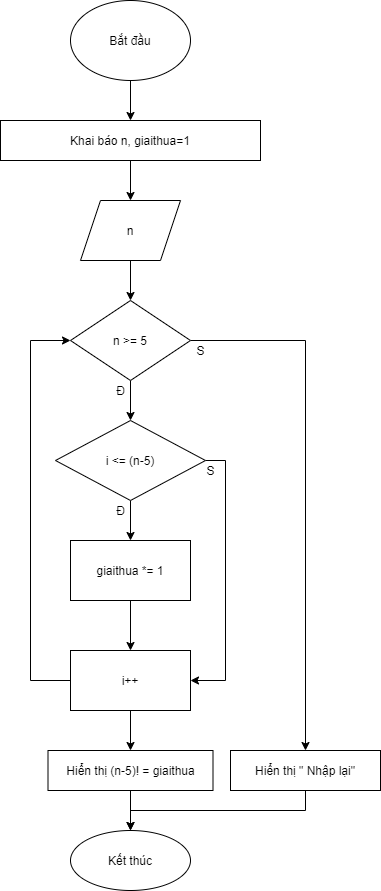 Bắt đầu
Khai báo n, giaithua=1
n
n >= 5
S
Đ
i <= (n-5)
S
Đ
giaithua *= 1
i++
Hiển thị (n-5)! = giaithua
Hiển thị " Nhập lại"
Kết thúc